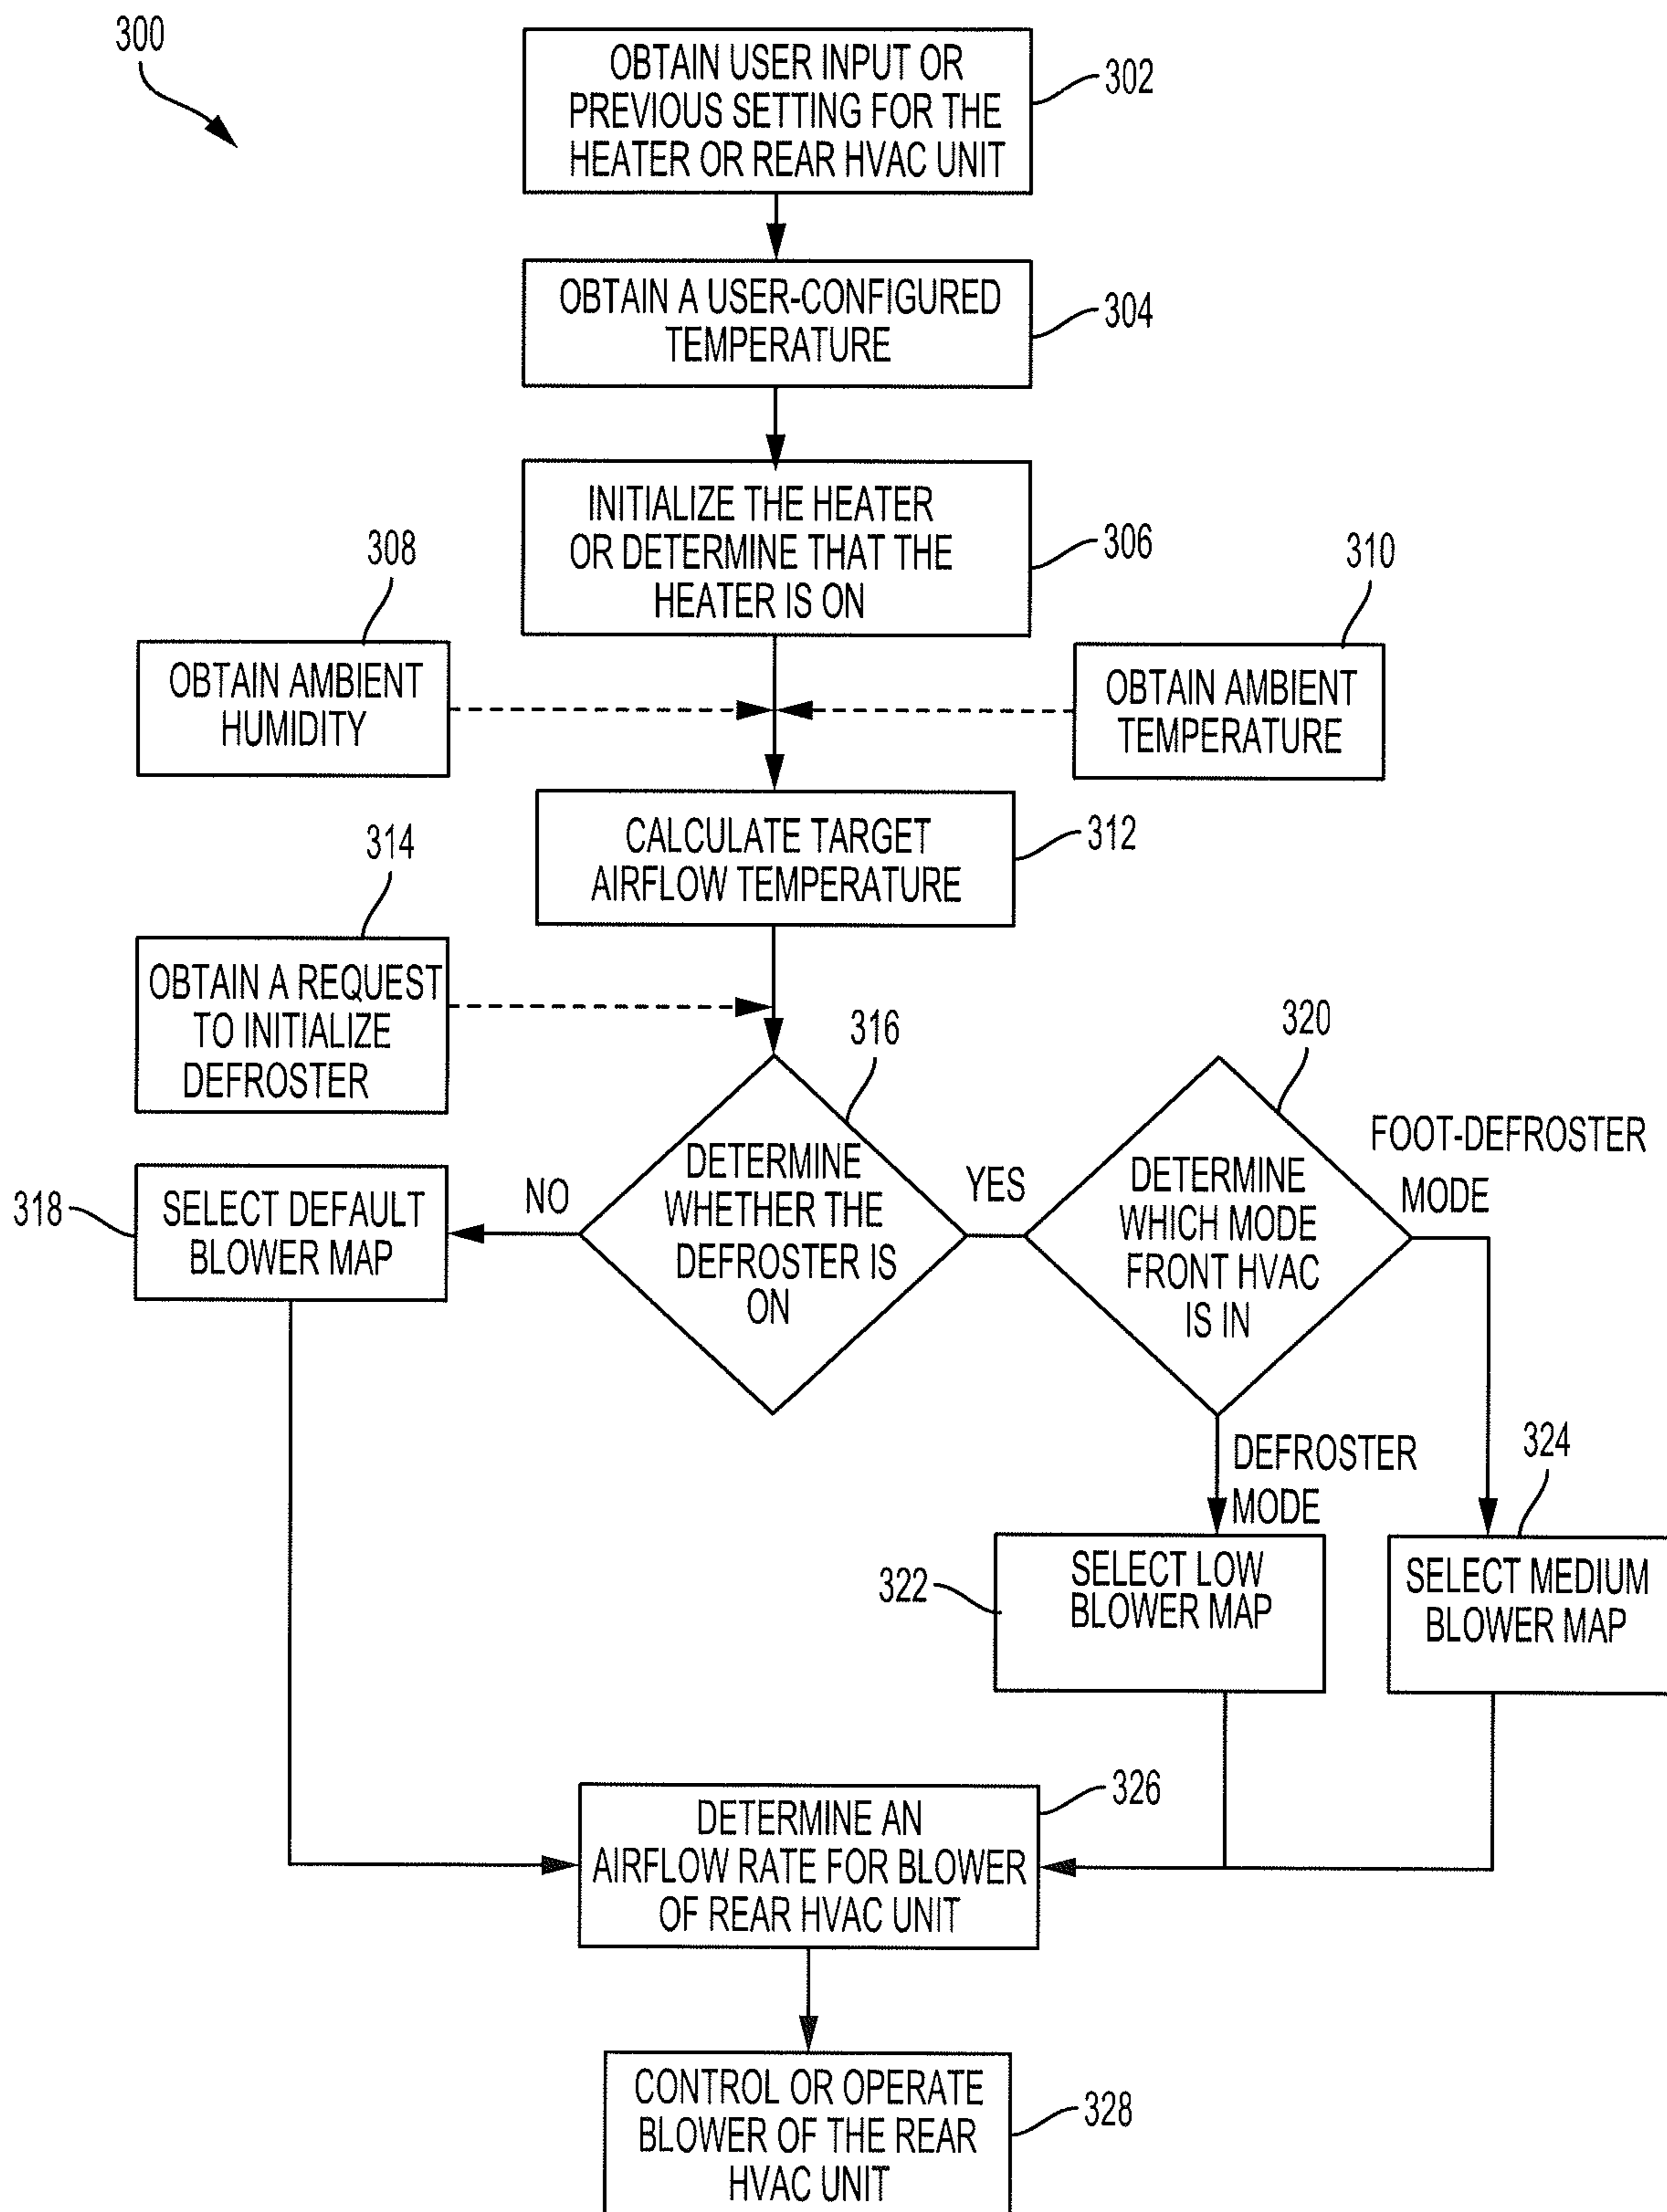 300
OBTAIN USER INPUT OR
PREVIOUS SETTING FOR THE
HEATER OR REAR HVAC UNIT
302
OBTAIN A USER-CONFIGURED
TEMPERATURE
304
INITIALIZE THE HEATER
OR DETERMINE THAT THE
HEATER IS ON
306
308
OBTAIN AMBIENT
HUMIDITY
310
OBTAIN AMBIENT
TEMPERATURE
CALCULATE TARGET
AIRFLOW TEMPERATURE
312
314
OBTAIN A REQUEST
TO INITIALIZE
DEFROSTER
316
DETERMINE
WHETHER THE
DEFROSTER IS
ON
NO
YES
318
SELECT DEFAULT
BLOWER MAP
320
DETERMINE
WHICH MODE
FRONT HVAC
IS IN
FOOT-DEFROSTER
MODE
DEFROSTER
MODE
322
SELECT LOW
BLOWER MAP
324
SELECT MEDIUM
BLOWER MAP
326
DETERMINE AN
AIRFLOW RATE FOR BLOWER
OF REAR HVAC UNIT
CONTROL OR OPERATE
BLOWER OF THE REAR
HVAC UNIT
328